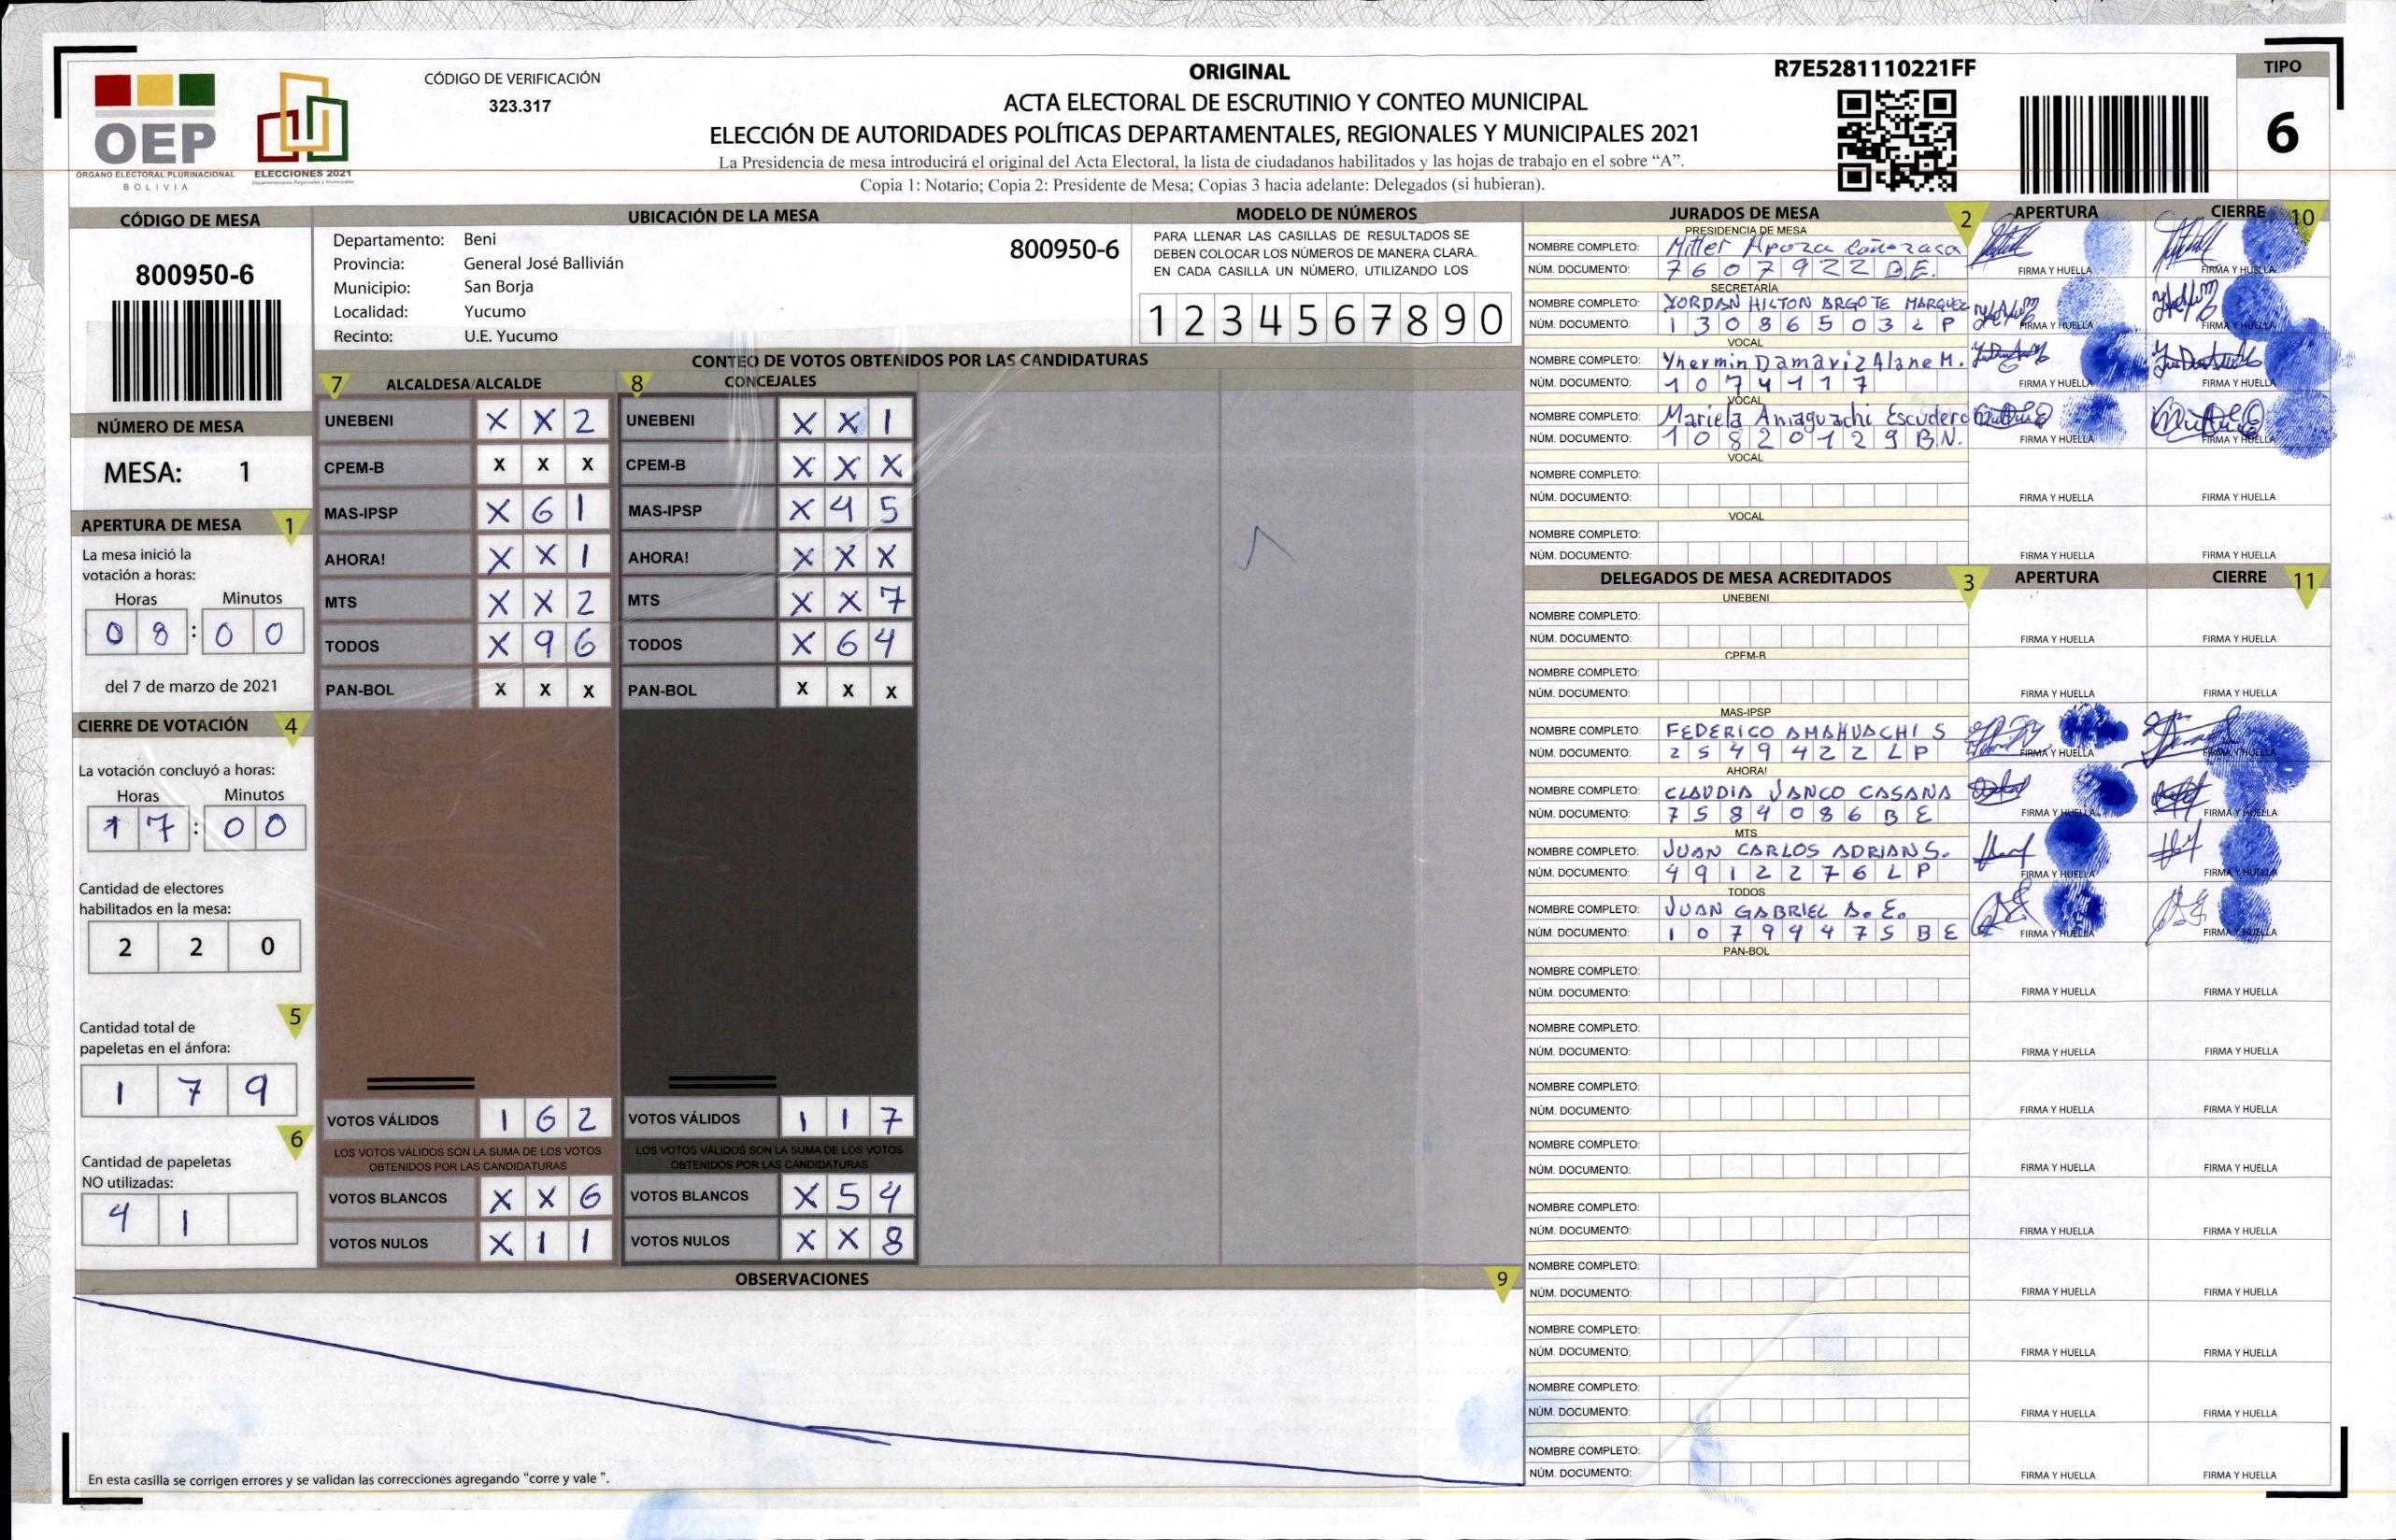 ORIGINAL
R7E5281110221FF
TIPO
6
OEP
ÓRGANO ELECTORAL PLURINACIONAL
BOLIVIA
ELECCIONES 2021
Departamentales, Regionales y Municipales
CÓDIGO DE VERIFICACIÓN
323.317
ACTA ELECTORAL DE ESCRUTINIO Y CONTEO MUNICIPAL
ELECCIÓN DE AUTORIDADES POLÍTICAS DEPARTAMENTALES, REGIONALES Y MUNICIPALES 2021
La Presidencia de mesa introducirá el original del Acta Electoral, la lista de ciudadanos habilitados y las hojas de trabajo en el sobre “A”.
Copia 1: Notario; Copia 2: Presidente de Mesa; Copias 3 hacia adelante: Delegados (si hubieran).
CÓDIGO DE MESA
800950-6
NÚMERO DE MESA
MESA: 1
APERTURA DE MESA 1
La mesa inició la
votación a horas:
Horas Minutos
0 8 : 0 0
del 7 de marzo de 2021
CIERRE DE VOTACIÓN 4
La votación concluyó a horas:
Horas Minutos
1 7 : 0 0
Cantidad de electores
habilitados en la mesa:
2 2 0
5
Cantidad total de
papeletas en el ánfora:
1 7 9
6
Cantidad de papeletas
NO utilizadas:
4 1
UBICACIÓN DE LA MESA
Departamento: Beni
800950-6
Provincia: General José Ballivián
Municipio: San Borja
Localidad: Yucumo
Recinto: U.E. Yucumo
MODELO DE NÚMEROS
PARA LLENAR LAS CASILLAS DE RESULTADOS SE
DEBEN COLOCAR LOS NÚMEROS DE MANERA CLARA.
EN CADA CASILLA UN NÚMERO, UTILIZANDO LOS
1 2 3 4 5 6 7 8 9 0
CONTEO DE VOTOS OBTENIDOS POR LAS CANDIDATURAS
7 ALCALDESA/ALCALDE
UNEBENI X X 2
CPEM-B X X X
MAS-IPSP X 6 1
AHORA! X X 1
MTS X X 2
TODOS X 9 6
PAN-BOL X X X
VOTOS VÁLIDOS 1 6 2
LOS VOTOS VÁLIDOS SON LA SUMA DE LOS VOTOS
OBTENIDOS POR LAS CANDIDATURAS
VOTOS BLANCOS X X 6
VOTOS NULOS X 1 1
8 CONCEJALES
UNEBENI X X 1
CPEM-B X X X
MAS-IPSP X 4 5
AHORA! X X X
MTS X X 7
TODOS X 6 4
PAN-BOL X X X
VOTOS VÁLIDOS 1 1 7
LOS VOTOS VÁLIDOS SON LA SUMA DE LOS VOTOS
OBTENIDOS POR LAS CANDIDATURAS
VOTOS BLANCOS X 5 4
VOTOS NULOS X X 8
OBSERVACIONES 9
En esta casilla se corrigen errores y se validan las correcciones agregando “corre y vale ”.
JURADOS DE MESA 2 APERTURA CIERRE 10
PRESIDENCIA DE MESA
NOMBRE COMPLETO: Mitler Apoza
NÚM. DOCUMENTO: 7 6 0 7 9 2 2 B.E. FIRMA Y HUELLA FIRMA Y HUELLA
SECRETARÍA
NOMBRE COMPLETO: YORDAN HILTON ARGOTE MARQUEZ
NÚM. DOCUMENTO: 1 3 0 8 6 5 0 3 L P FIRMA Y HUELLA FIRMA Y HUELLA
VOCAL
NOMBRE COMPLETO: Yhermin Damariz Alane M.
NÚM. DOCUMENTO: 1 0 7 4 1 1 7 FIRMA Y HUELLA FIRMA Y HUELLA
VOCAL
NOMBRE COMPLETO: Mariela Amaguachi Escudero
NÚM. DOCUMENTO: 1 0 8 2 0 1 2 9 B N. FIRMA Y HUELLA FIRMA Y HUELLA
VOCAL
NOMBRE COMPLETO:
NÚM. DOCUMENTO: FIRMA Y HUELLA FIRMA Y HUELLA
VOCAL
NOMBRE COMPLETO:
NÚM. DOCUMENTO: FIRMA Y HUELLA FIRMA Y HUELLA
DELEGADOS DE MESA ACREDITADOS 3 APERTURA CIERRE 11
UNEBENI
NOMBRE COMPLETO:
NÚM. DOCUMENTO: FIRMA Y HUELLA FIRMA Y HUELLA
CPEM-B
NOMBRE COMPLETO:
NÚM. DOCUMENTO: FIRMA Y HUELLA FIRMA Y HUELLA
MAS-IPSP
NOMBRE COMPLETO: FEDERICO AMAHUACHI S
NÚM. DOCUMENTO: 2 5 4 9 4 2 2 L P FIRMA Y HUELLA FIRMA Y HUELLA
AHORA!
NOMBRE COMPLETO: CLAUDIA JANCO CASANA
NÚM. DOCUMENTO: 7 5 8 9 0 8 6 B E FIRMA Y HUELLA FIRMA Y HUELLA
MTS
NOMBRE COMPLETO: JUAN CARLOS ADRIAN S.
NÚM. DOCUMENTO: 4 9 1 2 2 7 6 L P FIRMA Y HUELLA FIRMA Y HUELLA
TODOS
NOMBRE COMPLETO: JUAN GABRIEL A. E.
NÚM. DOCUMENTO: 1 0 7 9 9 4 7 5 B E FIRMA Y HUELLA FIRMA Y HUELLA
PAN-BOL
NOMBRE COMPLETO:
NÚM. DOCUMENTO: FIRMA Y HUELLA FIRMA Y HUELLA
NOMBRE COMPLETO:
NÚM. DOCUMENTO: FIRMA Y HUELLA FIRMA Y HUELLA
NOMBRE COMPLETO:
NÚM. DOCUMENTO: FIRMA Y HUELLA FIRMA Y HUELLA
NOMBRE COMPLETO:
NÚM. DOCUMENTO: FIRMA Y HUELLA FIRMA Y HUELLA
NOMBRE COMPLETO:
NÚM. DOCUMENTO: FIRMA Y HUELLA FIRMA Y HUELLA
NOMBRE COMPLETO:
NÚM. DOCUMENTO: FIRMA Y HUELLA FIRMA Y HUELLA
NOMBRE COMPLETO:
NÚM. DOCUMENTO: FIRMA Y HUELLA FIRMA Y HUELLA
NOMBRE COMPLETO:
NÚM. DOCUMENTO: FIRMA Y HUELLA FIRMA Y HUELLA
NOMBRE COMPLETO:
NÚM. DOCUMENTO: FIRMA Y HUELLA FIRMA Y HUELLA